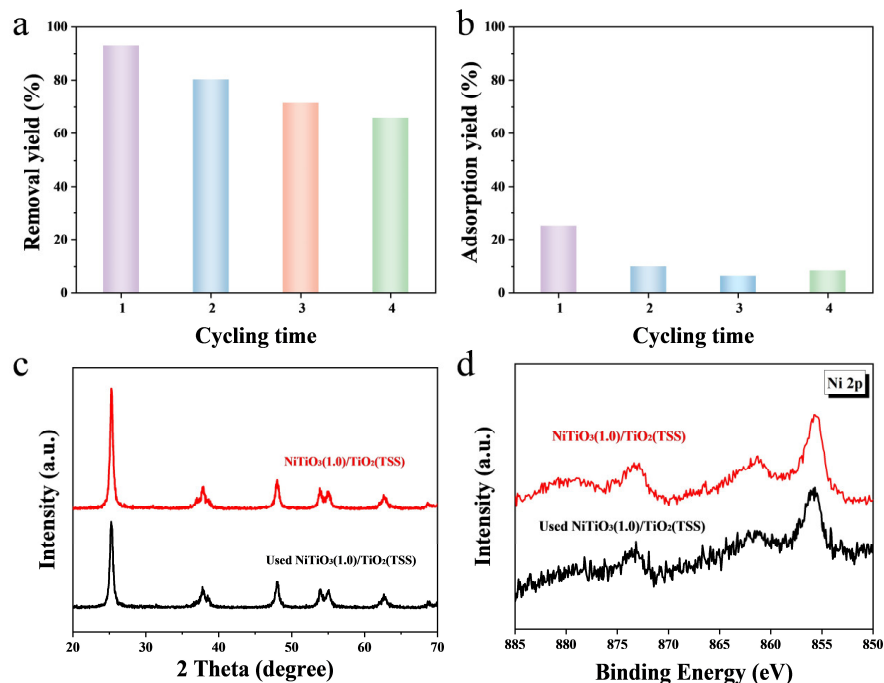 a
100
80
60
40
20
0
Removal yield (%)
1 2 3 4
Cycling time
b
100
80
60
40
20
0
Adsorption yield (%)
1 2 3 4
Cycling time
c
Intensity (a.u.)
NiTiO₃(1.0)/TiO₂(TSS)
Used NiTiO₃(1.0)/TiO₂(TSS)
20 30 40 50 60 70
2 Theta (degree)
d
Ni 2p
Intensity (a.u.)
NiTiO₃(1.0)/TiO₂(TSS)
Used NiTiO₃(1.0)/TiO₂(TSS)
885 880 875 870 865 860 855 850
Binding Energy (eV)